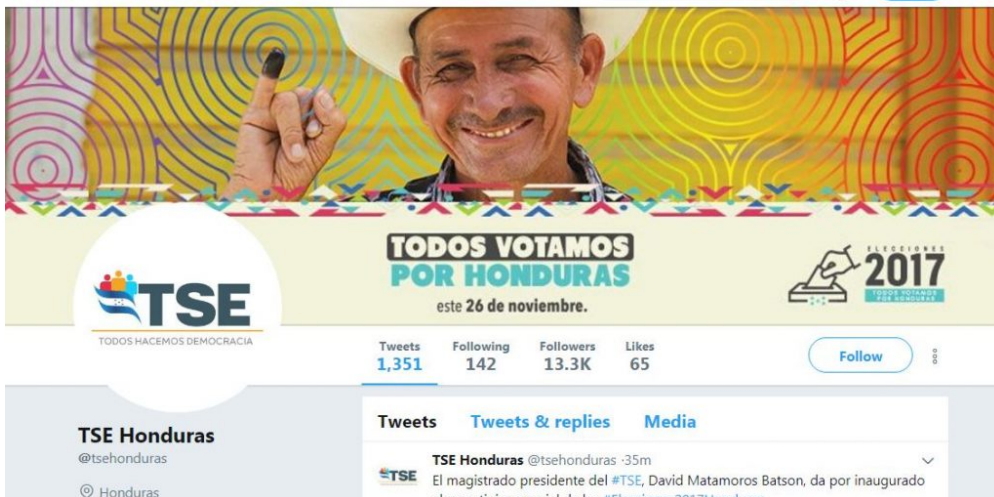 TODOS VOTAMOS
POR HONDURAS
este 26 de noviembre.
ELECCIONES
2017
TODOS VOTAMOS
POR HONDURAS
TSE
TODOS HACEMOS DEMOCRACIA
Tweets Following Followers Likes
1,351 142 13.3K 65
Follow
TSE Honduras
@tsehonduras
Honduras
Tweets Tweets & replies Media
TSE Honduras @tsehonduras ·35m
TSE
El magistrado presidente del #TSE, David Matamoros Batson, da por inaugurado